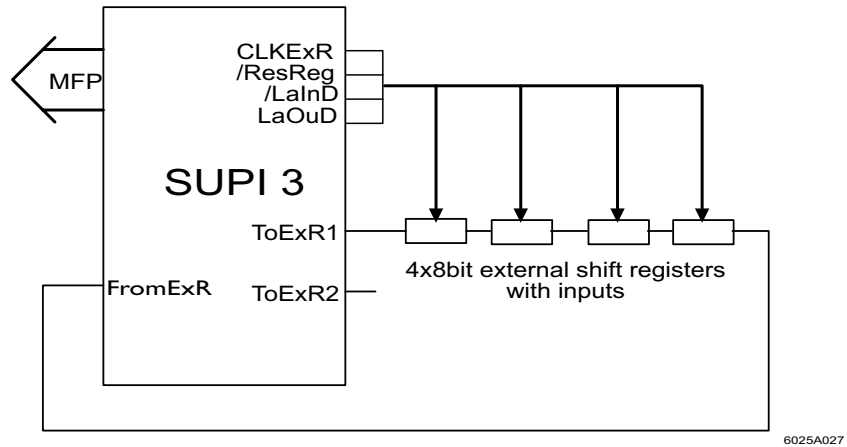 CLKExR
/ResReg
/LaInD
LaOuD
MFP
SUPI 3
ToExR1
FromExR
ToExR2
4x8bit external shift registers
with inputs
6025A027